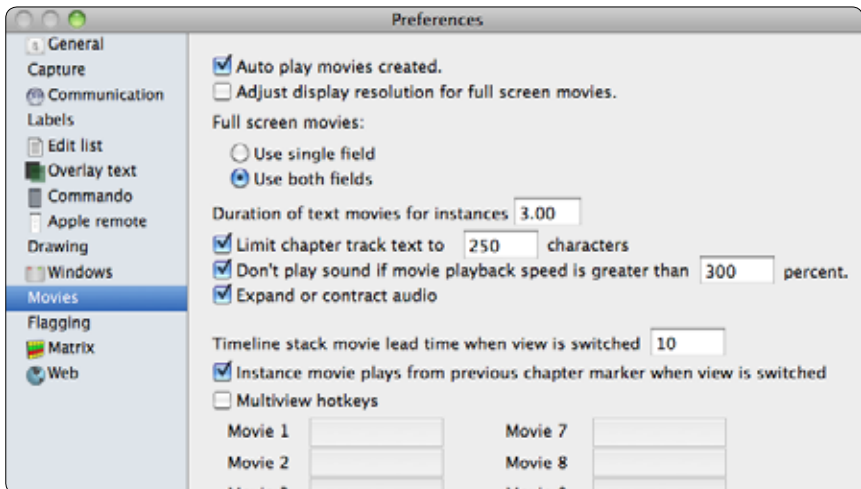 Preferences
General
Capture
Communication
Labels
Edit list
Overlay text
Commando
Apple remote
Drawing
Windows
Movies
Flagging
Matrix
Web
Auto play movies created.
Adjust display resolution for full screen movies.
Full screen movies:
Use single field
Use both fields
Duration of text movies for instances 3.00
Limit chapter track text to 250 characters
Don't play sound if movie playback speed is greater than 300 percent.
Expand or contract audio
Timeline stack movie lead time when view is switched 10
Instance movie plays from previous chapter marker when view is switched
Multiview hotkeys
Movie 1 Movie 7
Movie 2 Movie 8